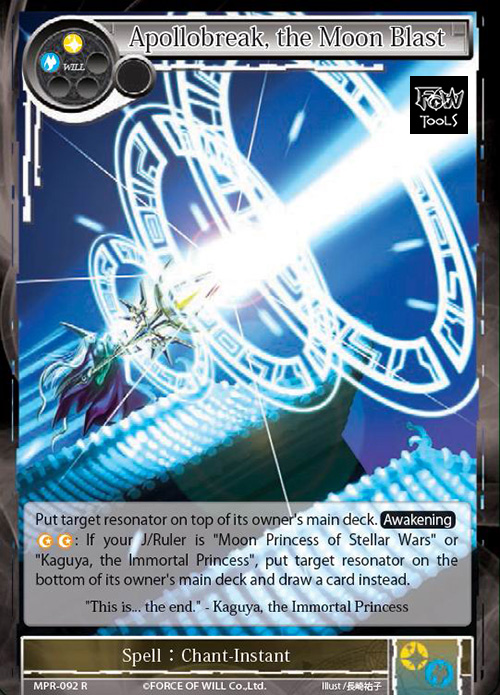 Apollobreak, the Moon Blast
WILL
FOW
TOOLS
Put target resonator on top of its owner's main deck. Awakening
: If your J/Ruler is "Moon Princess of Stellar Wars" or
"Kaguya, the Immortal Princess", put target resonator on the
bottom of its owner's main deck and draw a card instead.
"This is... the end." - Kaguya, the Immortal Princess
Spell : Chant-Instant
MPR-092 R ©FORCE OF WILL Co.,Ltd. Illust /長崎祐子